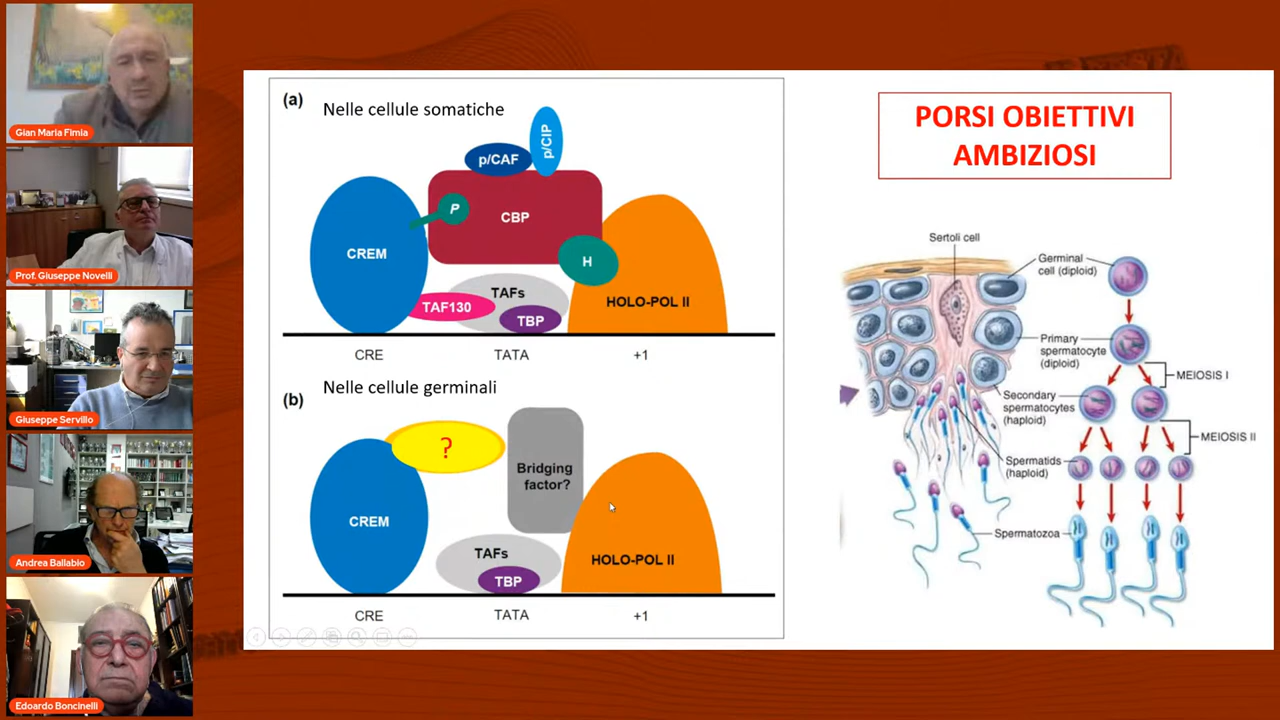 Gian Maria Fimia
Prof. Giuseppe Novelli
Giuseppe Servillo
Andrea Ballabio
Edoardo Boncinelli
(a)
Nelle cellule somatiche
p/CIP
p/CAF
P
CBP
CREM
H
TAFs
TAF130
TBP
HOLO-POL II
CRE
TATA
+1
(b)
Nelle cellule germinali
?
Bridging
factor?
CREM
TAFs
TBP
HOLO-POL II
CRE
TATA
+1
PORSI OBIETTIVI
AMBIZIOSI
Sertoli cell
Germinal
cell (diploid)
Primary
spermatocyte
(diploid)
MEIOSIS I
Secondary
spermatocytes
(haploid)
MEIOSIS II
Spermatids
(haploid)
Spermatozoa